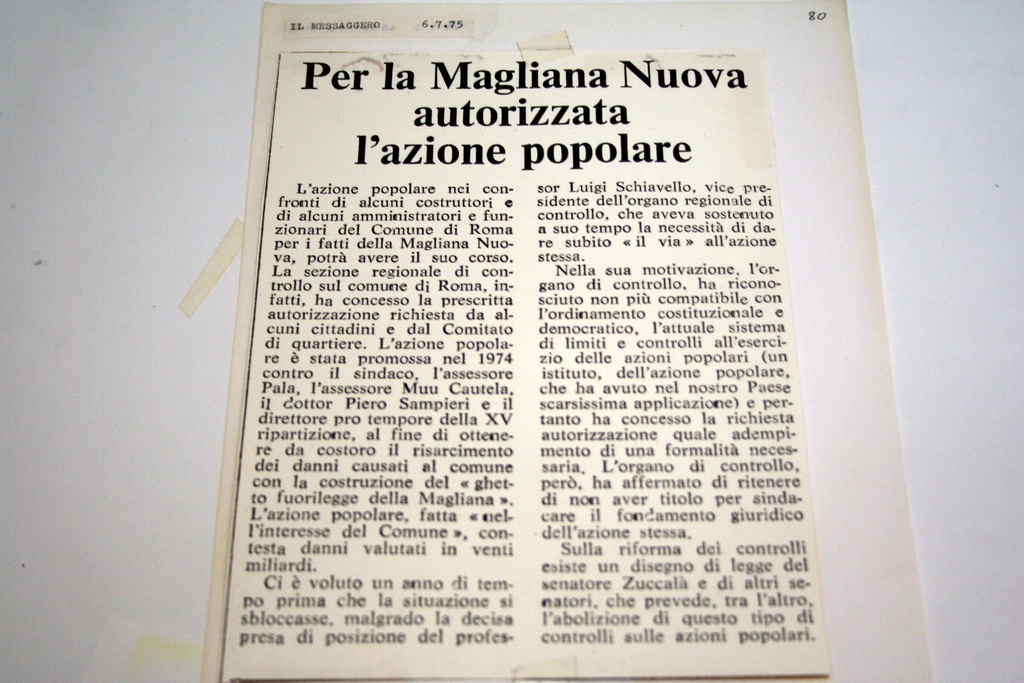 IL MESSAGGERO 6.7.75
80
Per la Magliana Nuova
autorizzata
l'azione popolare
L'azione popolare nei con-
fronti di alcuni costruttori e
di alcuni amministratori e fun-
zionari del Comune di Roma
per i fatti della Magliana Nuo-
va, potrà avere il suo corso.
La sezione regionale di con-
trollo sul comune di Roma, in-
fatti, ha concesso la prescritta
autorizzazione richiesta da al-
cuni cittadini e dal Comitato
di quartiere. L'azione popola-
re è stata promossa nel 1974
contro il sindaco, l'assessore
Pala, l'assessore Muu Cautela,
il dottor Piero Sampieri e il
direttore pro tempore della XV
ripartizione, al fine di ottene-
re da costoro il risarcimento
dei danni causati al comune
con la costruzione del « ghet-
to fuorilegge della Magliana ».
L'azione popolare, fatta « nel-
l'interesse del Comune », con-
testa danni valutati in venti
miliardi.
Ci è voluto un anno di tem-
po prima che la situazione si
sbloccasse, malgrado la decisa
presa di posizione del profes-
sor Luigi Schiavello, vice pre-
sidente dell'organo regionale di
controllo, che aveva sostenuto
a suo tempo la necessità di da-
re subito « il via » all'azione
stessa.
Nella sua motivazione, l'or-
gano di controllo, ha ricono-
sciuto non più compatibile con
l'ordinamento costituzionale e
democratico, l'attuale sistema
di limiti e controlli all'eserci-
zio delle azioni popolari (un
istituto, dell'azione popolare,
che ha avuto nel nostro Paese
scarsissima applicazione) e per-
tanto ha concesso la richiesta
autorizzazione quale adempi-
mento di una formalità neces-
saria. L'organo di controllo,
però, ha affermato di ritenere
di non aver titolo per sinda-
care il fondamento giuridico
dell'azione stessa.
Sulla riforma dei controlli
esiste un disegno di legge del
senatore Zuccalà e di altri se-
natori, che prevede, tra l'altro,
l'abolizione di questo tipo di
controlli sulle azioni popolari.